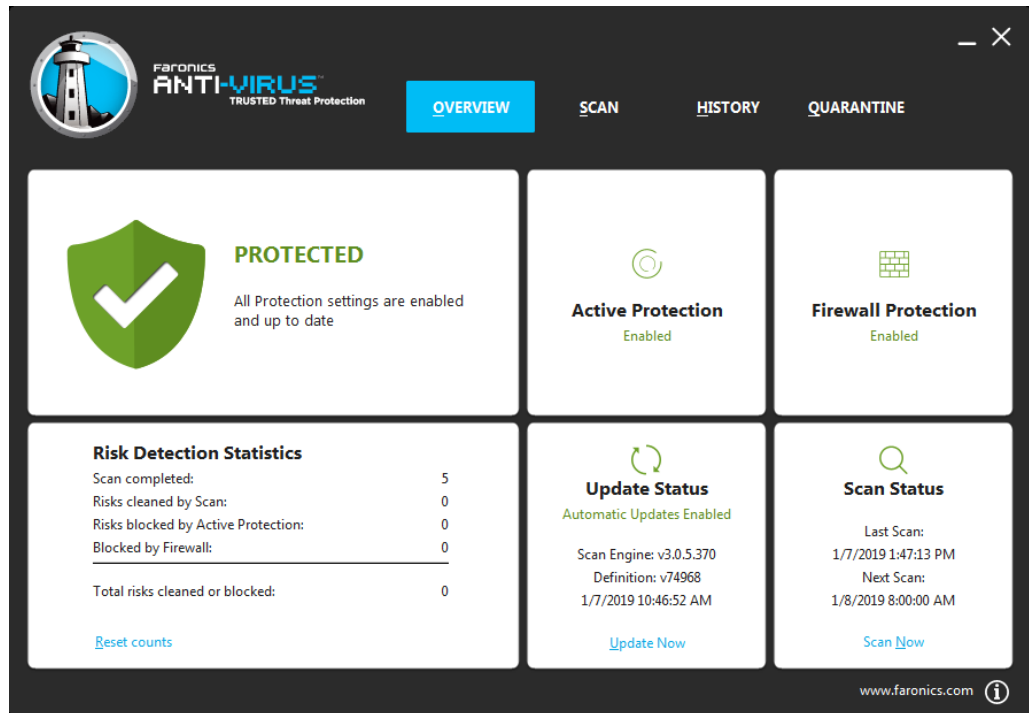 Faronics
ANTI-VIRUS™
TRUSTED Threat Protection
OVERVIEW
SCAN
HISTORY
QUARANTINE
PROTECTED
All Protection settings are enabled
and up to date
Active Protection
Enabled
Firewall Protection
Enabled
Risk Detection Statistics
Scan completed: 5
Risks cleaned by Scan: 0
Risks blocked by Active Protection: 0
Blocked by Firewall: 0
Total risks cleaned or blocked: 0
Reset counts
Update Status
Automatic Updates Enabled
Scan Engine: v3.0.5.370
Definition: v74968
1/7/2019 10:46:52 AM
Update Now
Scan Status
Last Scan:
1/7/2019 1:47:13 PM
Next Scan:
1/8/2019 8:00:00 AM
Scan Now
www.faronics.com